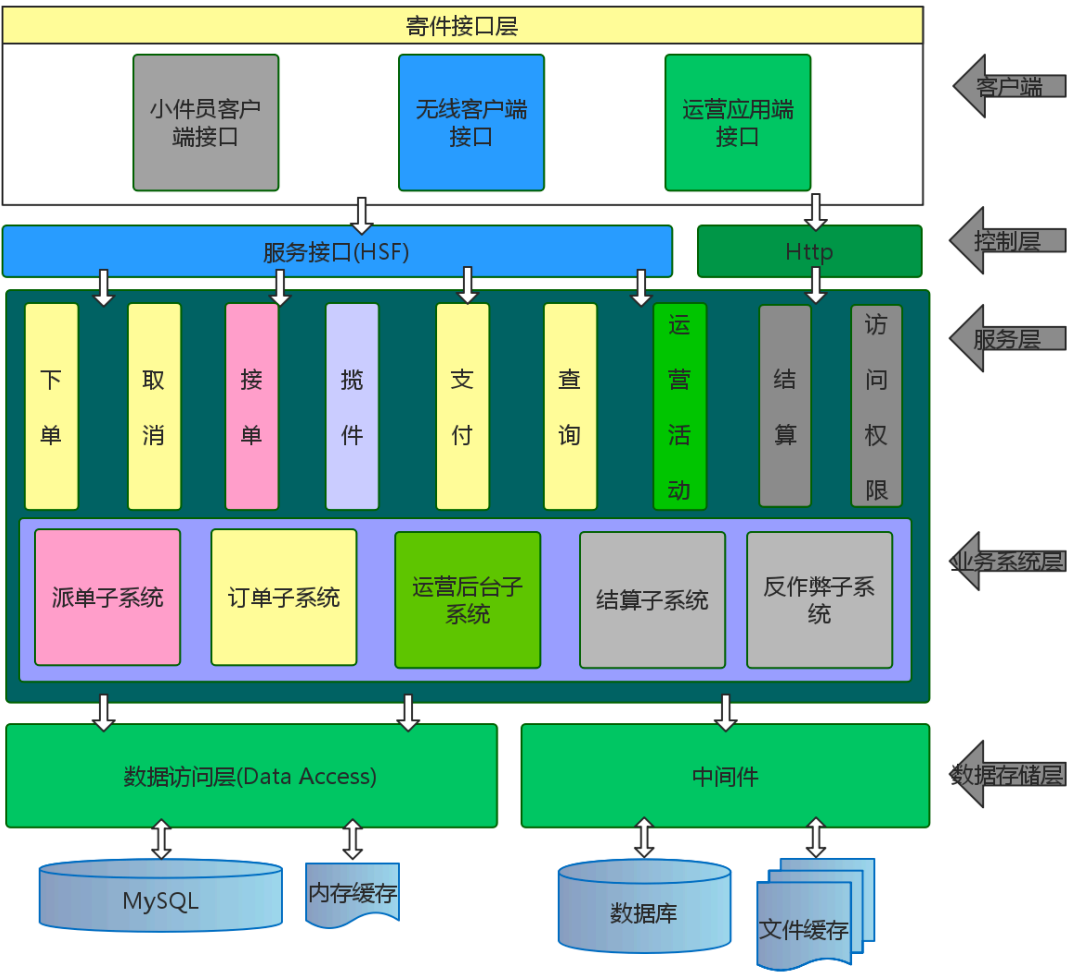 寄件接口层
小件员客户
端接口
无线客户端
接口
运营应用端
接口
客户端
服务接口(HSF)
Http
控制层
下单
取消
接单
揽件
支付
查询
运营活动
结算
访问权限
服务层
派单子系统
订单子系统
运营后台子
系统
结算子系统
反作弊子系
统
业务系统层
数据访问层(Data Access)
中间件
数据存储层
MySQL
内存缓存
数据库
文件缓存